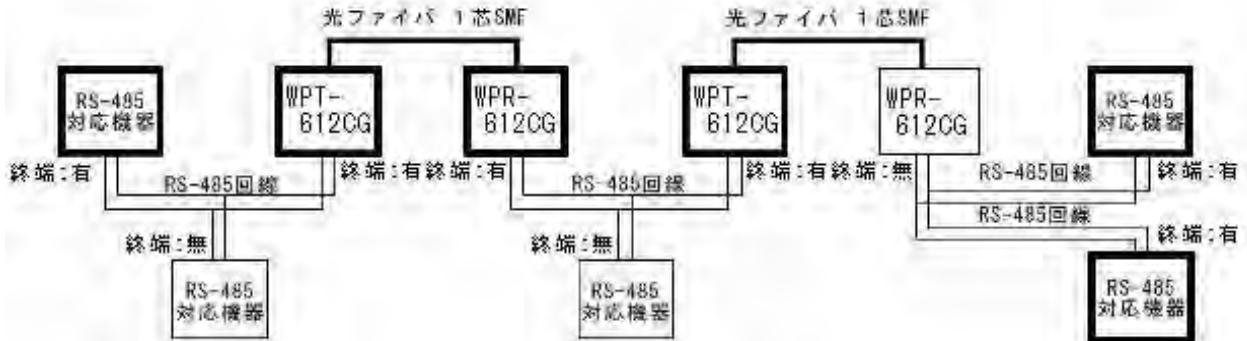 光ファイバ 1芯SMF
光ファイバ 1芯SMF
RS-485
対応機器
WPT-
612CG
WPR-
612CG
WPT-
612CG
WPR-
612CG
RS-485
対応機器
終端:有
RS-485回線
終端:有
終端:有
RS-485回線
終端:有
終端:無
RS-485回線
終端:有
RS-485回線
終端:有
終端:無
終端:無
RS-485
対応機器
RS-485
対応機器
RS-485
対応機器